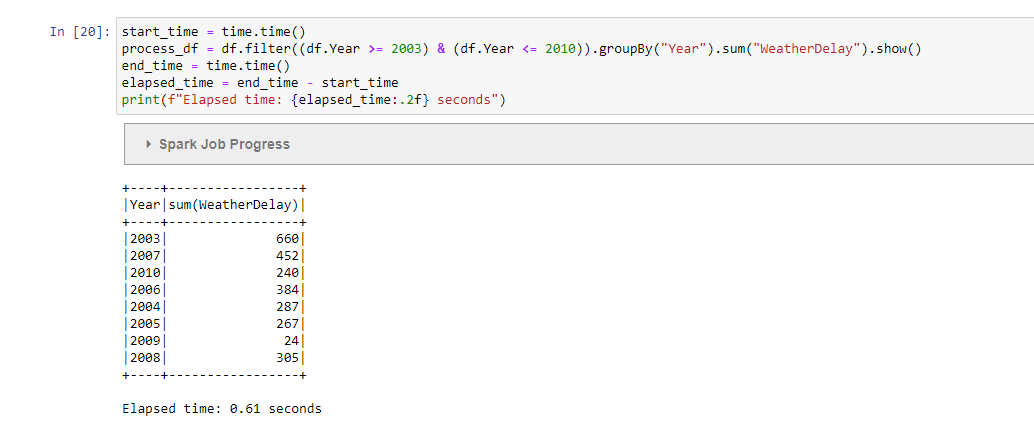 In [20]: start_time = time.time()
process_df = df.filter((df.Year >= 2003) & (df.Year <= 2010)).groupBy("Year").sum("WeatherDelay").show()
end_time = time.time()
elapsed_time = end_time - start_time
print(f"Elapsed time: {elapsed_time:.2f} seconds")
Spark Job Progress
+----+-----------------+
|Year|sum(WeatherDelay)|
+----+-----------------+
|2003|              660|
|2007|              452|
|2010|              240|
|2006|              384|
|2004|              287|
|2005|              267|
|2009|               24|
|2008|              305|
+----+-----------------+
Elapsed time: 0.61 seconds